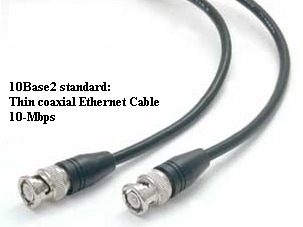 10Base2 standard:
Thin coaxial Ethernet Cable
10-Mbps